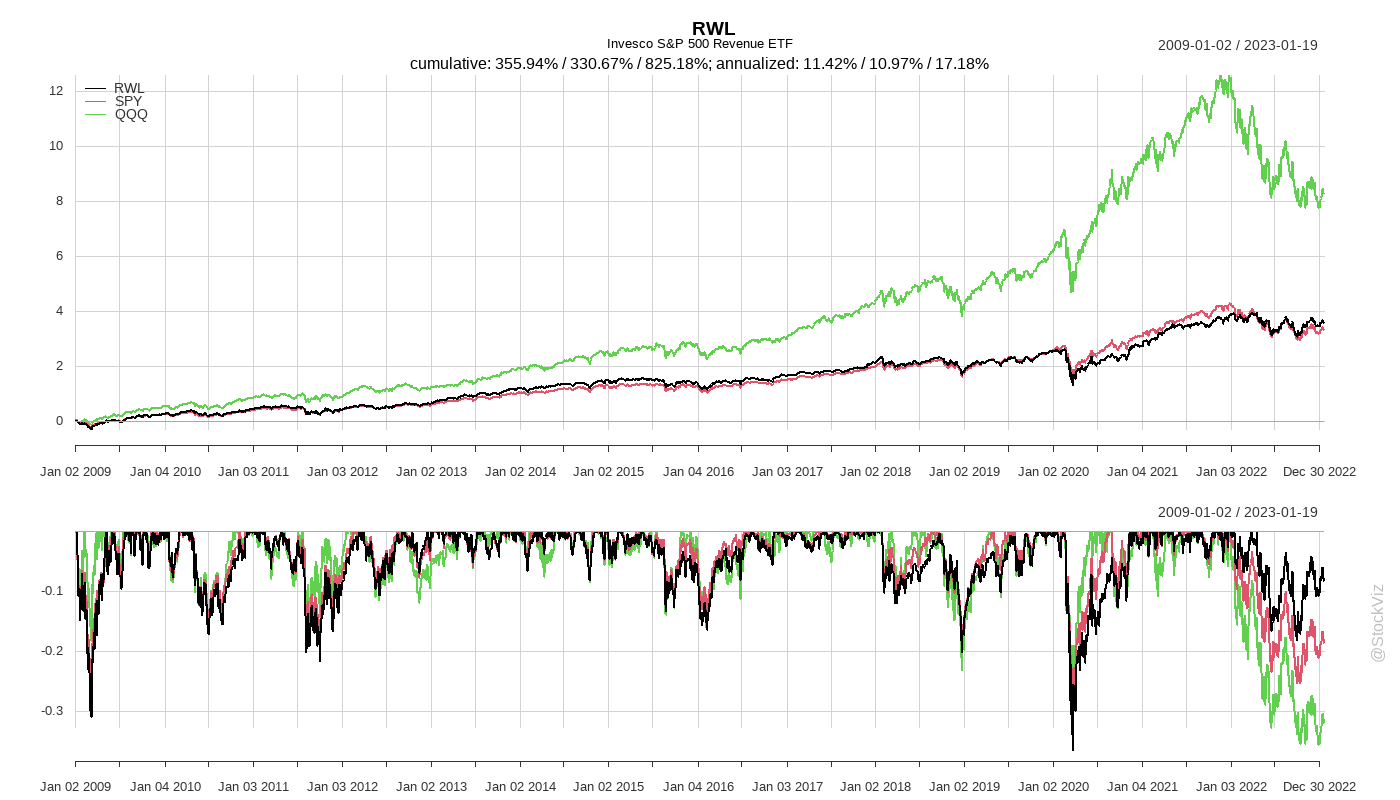 RWL
Invesco S&P 500 Revenue ETF
2009-01-02 / 2023-01-19
cumulative: 355.94% / 330.67% / 825.18%; annualized: 11.42% / 10.97% / 17.18%
RWL
SPY
QQQ
12
10
8
6
4
2
0
Jan 02 2009 Jan 04 2010 Jan 03 2011 Jan 03 2012 Jan 02 2013 Jan 02 2014 Jan 02 2015 Jan 04 2016 Jan 03 2017 Jan 02 2018 Jan 02 2019 Jan 02 2020 Jan 04 2021 Jan 03 2022 Dec 30 2022
2009-01-02 / 2023-01-19
-0.1
-0.2
-0.3
Jan 02 2009 Jan 04 2010 Jan 03 2011 Jan 03 2012 Jan 02 2013 Jan 02 2014 Jan 02 2015 Jan 04 2016 Jan 03 2017 Jan 02 2018 Jan 02 2019 Jan 02 2020 Jan 04 2021 Jan 03 2022 Dec 30 2022
@StockViz